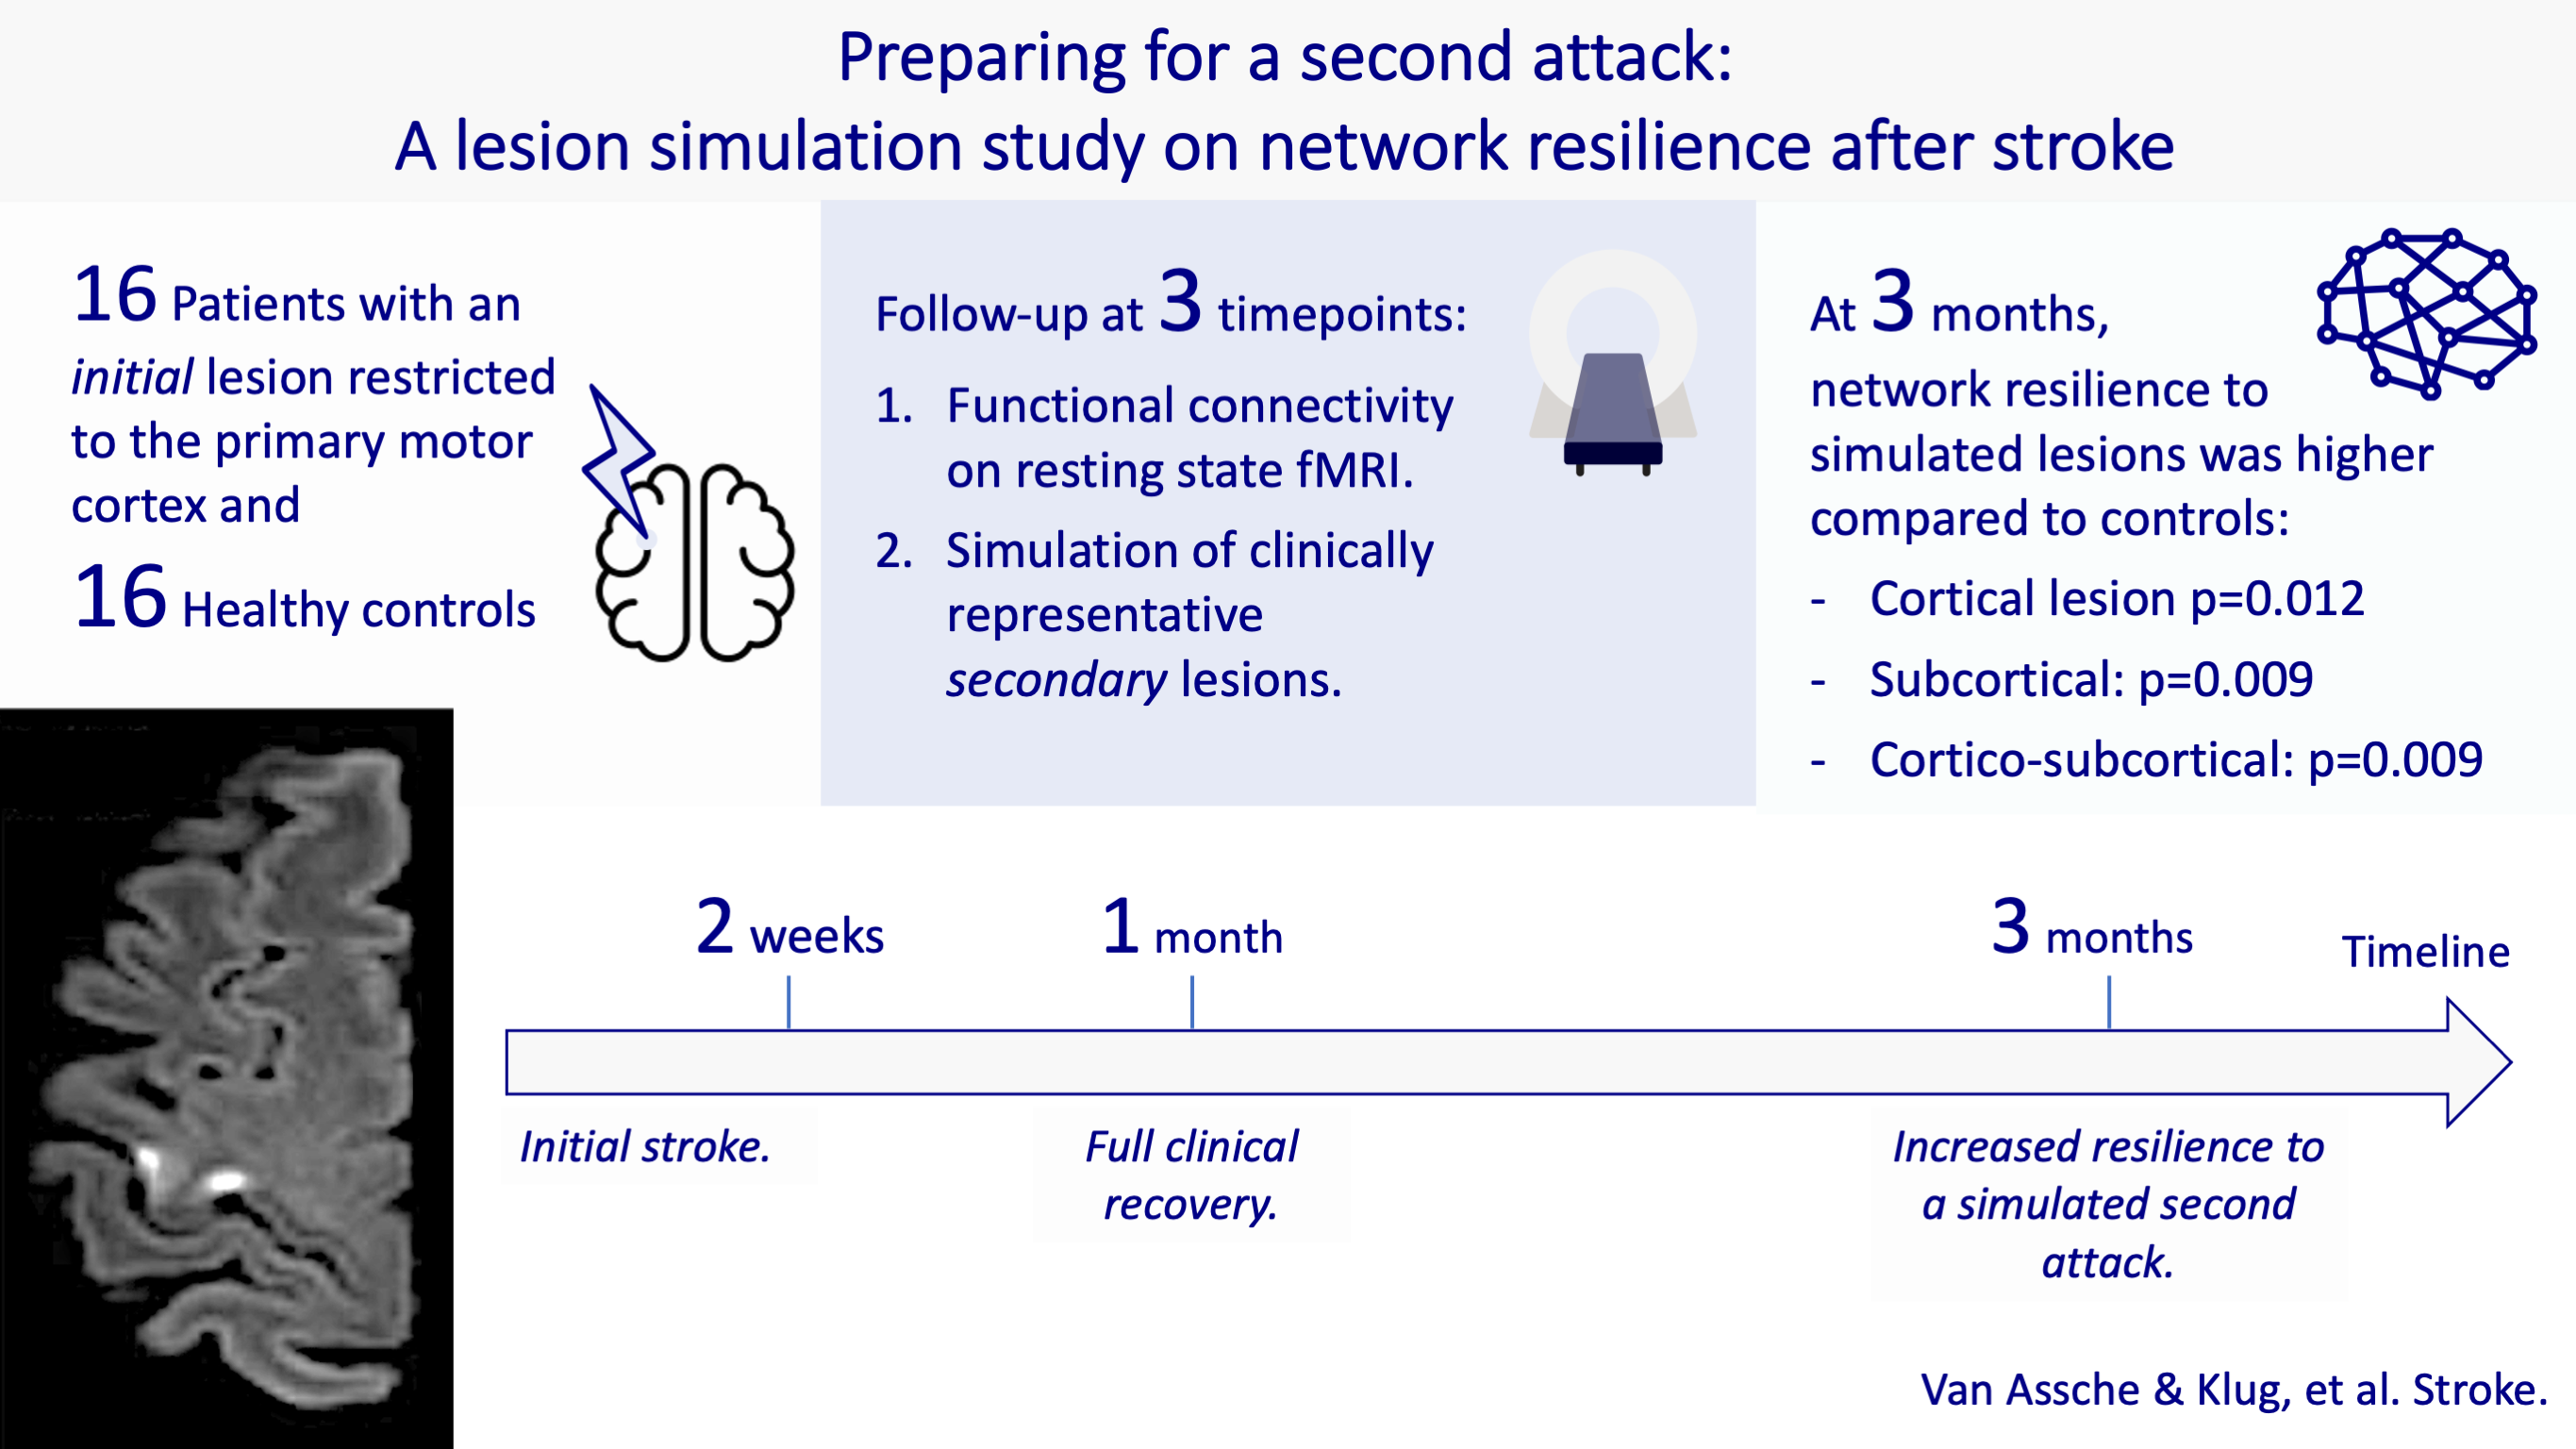 Preparing for a second attack:
A lesion simulation study on network resilience after stroke
16 Patients with an
initial lesion restricted
to the primary motor
cortex and
16 Healthy controls
Follow-up at 3 timepoints:
1. Functional connectivity
on resting state fMRI.
2. Simulation of clinically
representative
secondary lesions.
At 3 months,
network resilience to
simulated lesions was higher
compared to controls:
- Cortical lesion p=0.012
- Subcortical: p=0.009
- Cortico-subcortical: p=0.009
2 weeks
1 month
3 months
Timeline
Initial stroke.
Full clinical
recovery.
Increased resilience to
a simulated second
attack.
Van Assche & Klug, et al. Stroke.